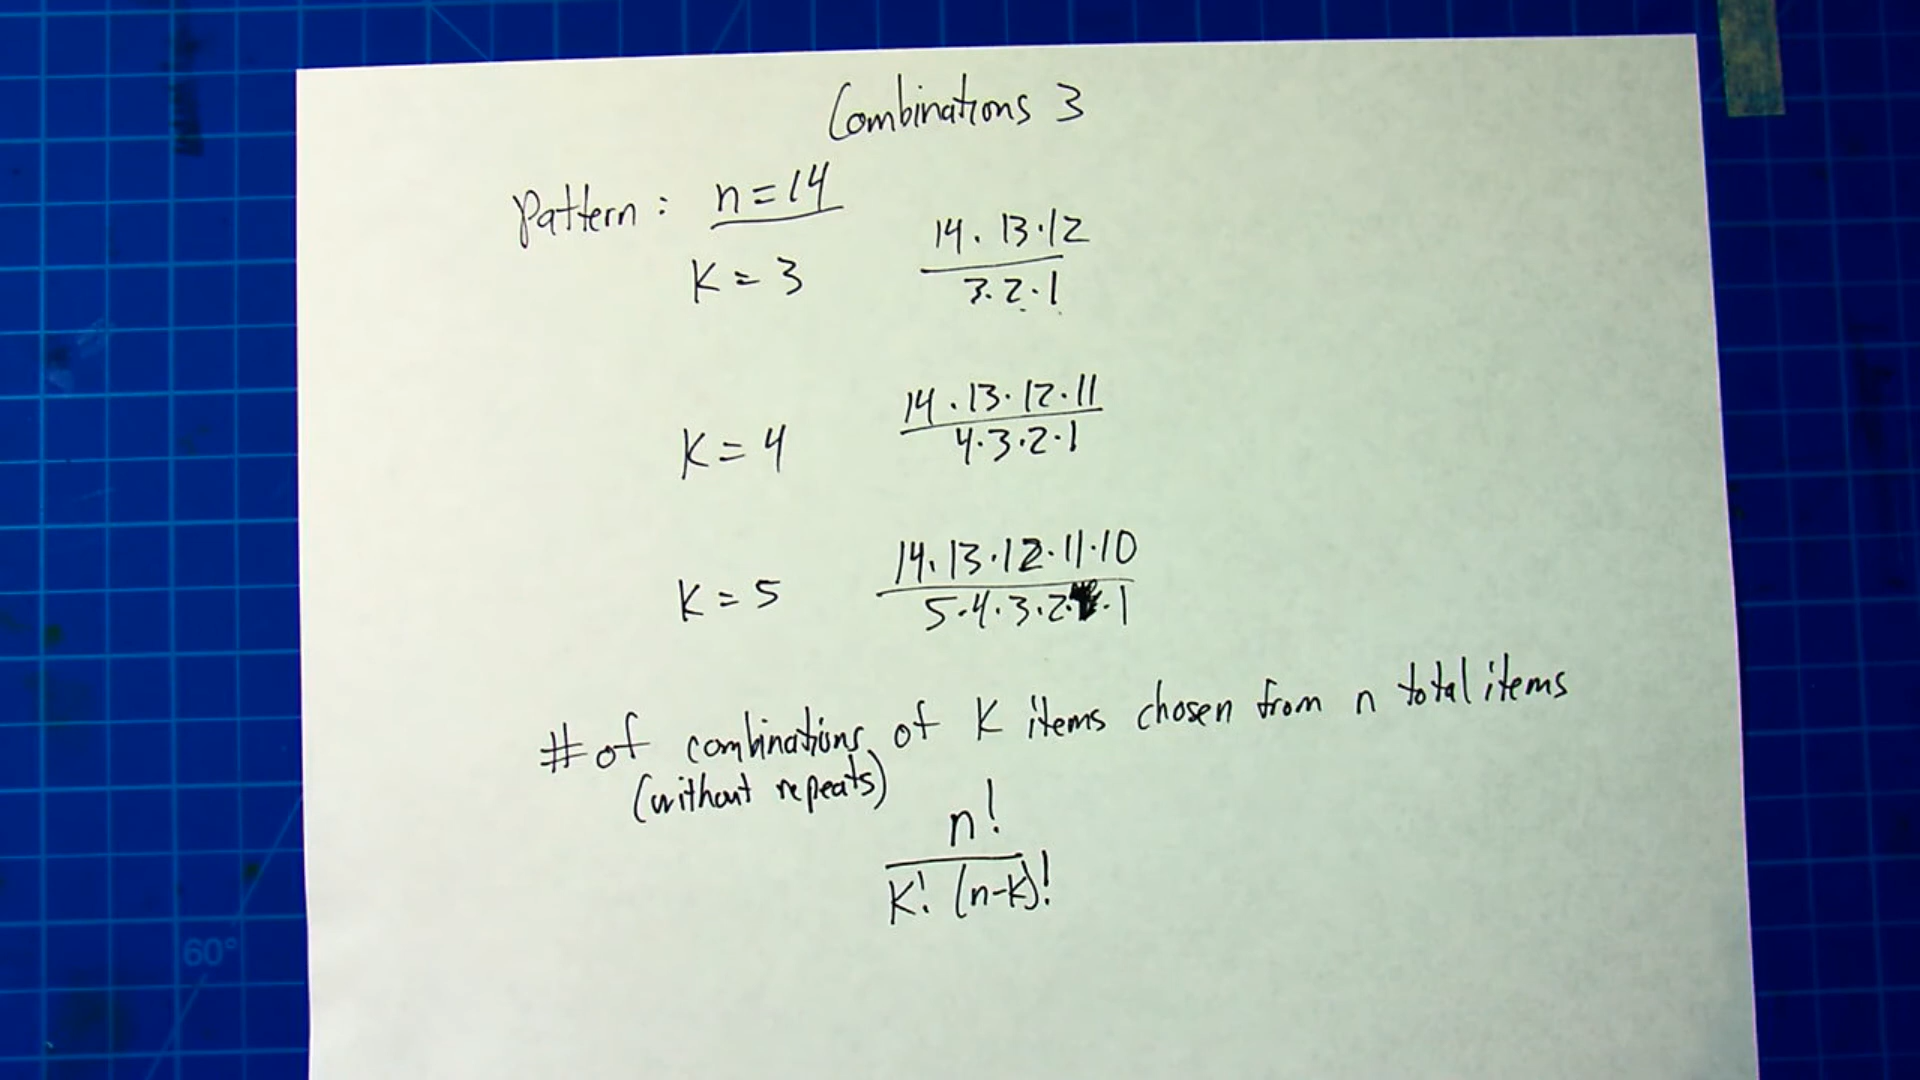 Combinations 3
pattern: n=14
K = 3
14 . 13 . 12
3 . 2 . 1
K = 4
14 . 13 . 12 . 11
4 . 3 . 2 . 1
K = 5
14 . 13 . 12 . 11 . 10
5 . 4 . 3 . 2 . 1
# of combinations of K items chosen from n total items
(without repeats)
n!
K! (n-k)!
60°